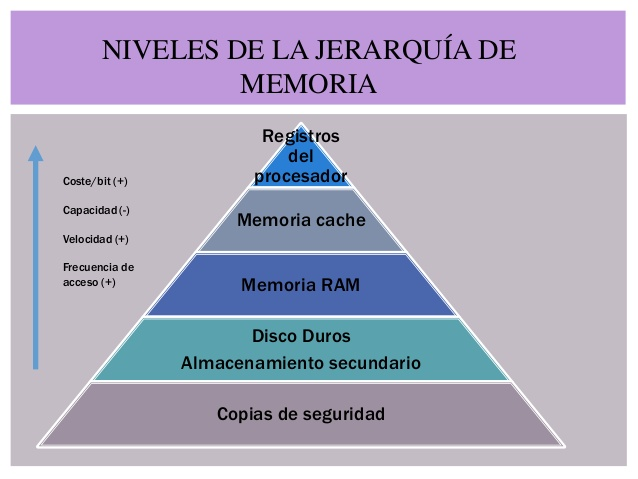 NIVELES DE LA JERARQUÍA DE
MEMORIA
Coste/bit (+)
Capacidad (-)
Velocidad (+)
Frecuencia de
acceso (+)
Registros
del
procesador
Memoria cache
Memoria RAM
Disco Duros
Almacenamiento secundario
Copias de seguridad